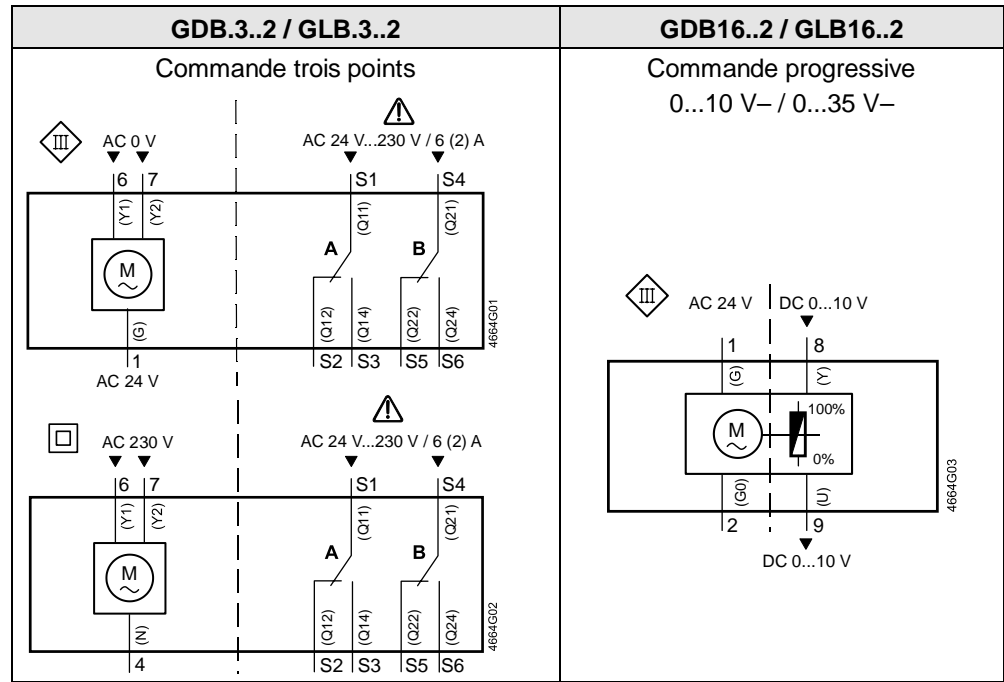 GDB.3..2 / GLB.3..2
GDB16..2 / GLB16..2
Commande trois points
III
AC 0 V
AC 24 V...230 V / 6 (2) A
6 7 S1 S4
(Y1) (Y2) (Q11) (Q21)
A B
M
(G) (Q12) (Q14) (Q22) (Q24)
4664G01
1 S2 S3 S5 S6
AC 24 V
AC 230 V
AC 24 V...230 V / 6 (2) A
6 7 S1 S4
(Y1) (Y2) (Q11) (Q21)
A B
M
(N) (Q12) (Q14) (Q22) (Q24)
4664G02
4 S2 S3 S5 S6
Commande progressive
0...10 V– / 0...35 V–
III
AC 24 V DC 0...10 V
1 8
(G) (Y)
100%
M
0%
(G0) (U)
4664G03
2 9
DC 0...10 V